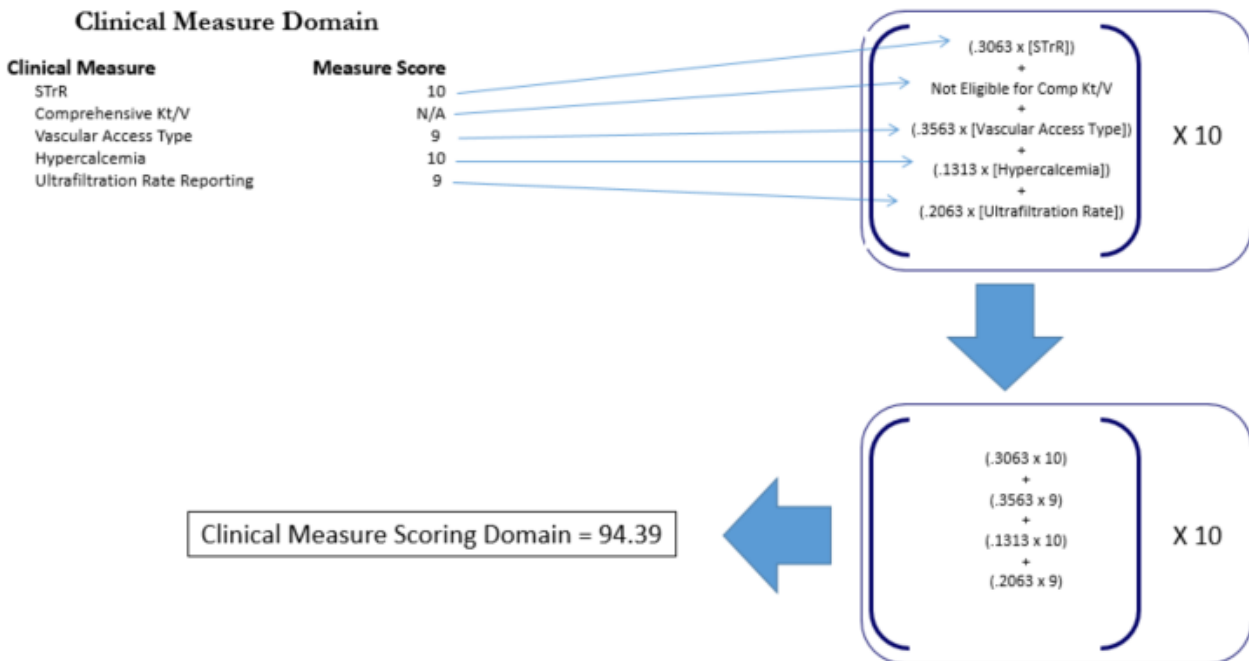 Clinical Measure Domain
Clinical Measure Measure Score
STrR 10
Comprehensive Kt/V N/A
Vascular Access Type 9
Hypercalcemia 10
Ultrafiltration Rate Reporting 9
(.3063 x [STrR])
+
Not Eligible for Comp Kt/V
+
(.3563 x [Vascular Access Type])
+
(.1313 x [Hypercalcemia])
+
(.2063 x [Ultrafiltration Rate])
X 10
(.3063 x 10)
+
(.3563 x 9)
+
(.1313 x 10)
+
(.2063 x 9)
X 10
Clinical Measure Scoring Domain = 94.39